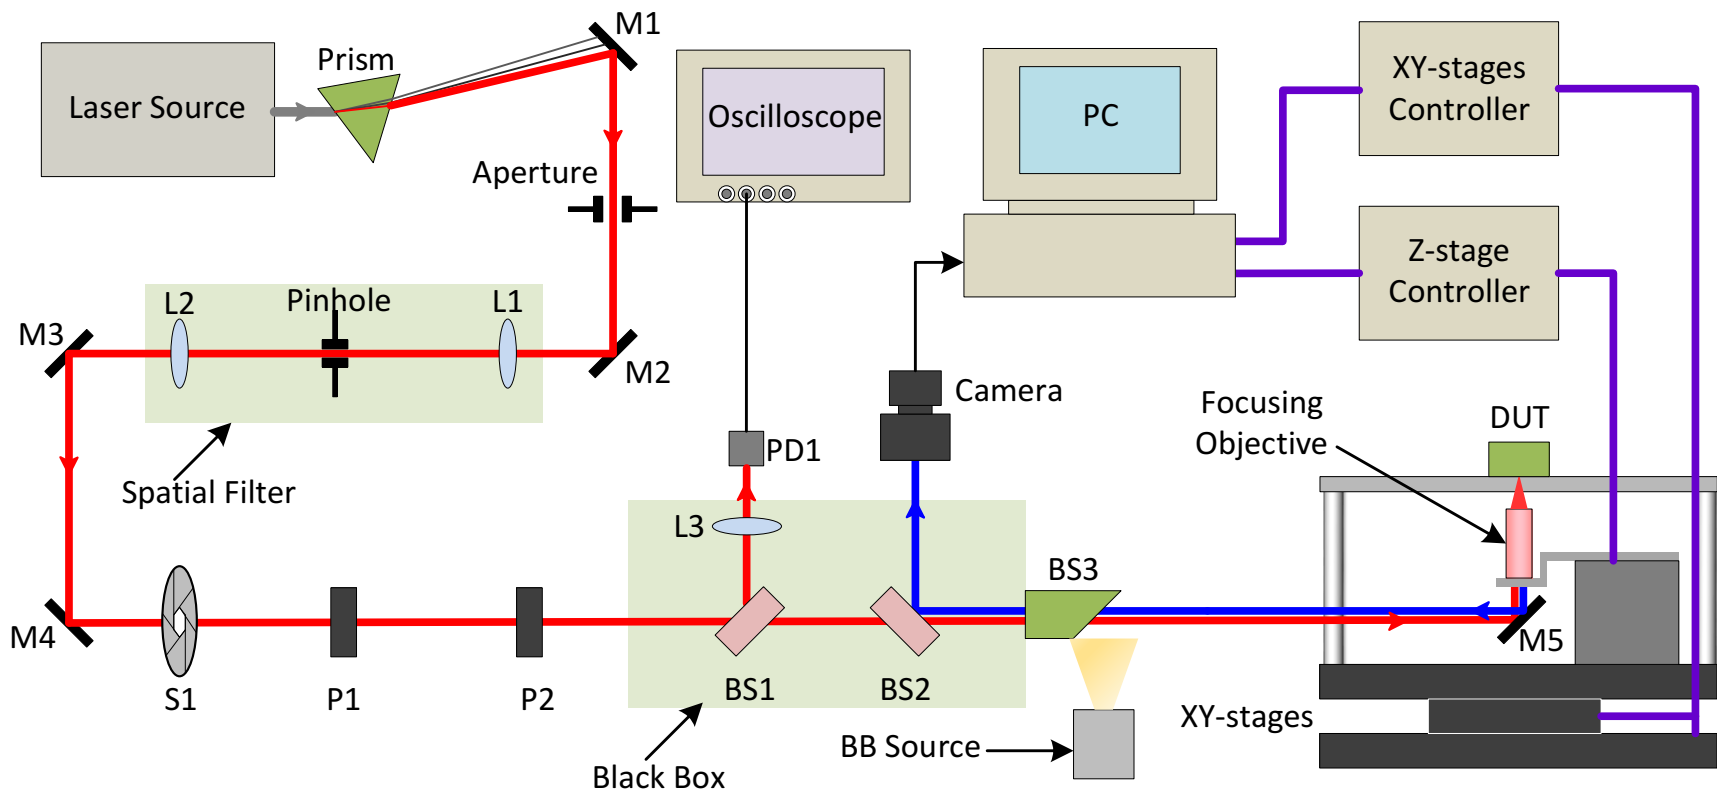 M1
Prism
Laser Source
Oscilloscope
PC
XY-stages
Controller
Aperture
Z-stage
Controller
L2
Pinhole
L1
M3
M2
Camera
Focusing
Objective
DUT
PD1
Spatial Filter
L3
BS3
M4
M5
S1
P1
P2
BS1
BS2
XY-stages
BB Source
Black Box